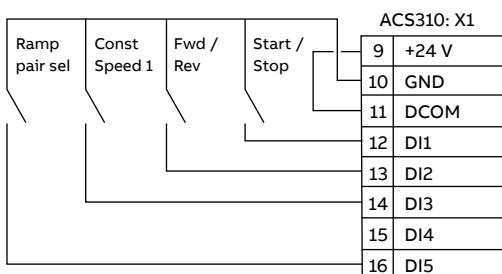 ACS310: X1
Ramp pair sel
Const Speed 1
Fwd / Rev
Start / Stop
9 +24 V
10 GND
11 DCOM
12 DI1
13 DI2
14 DI3
15 DI4
16 DI5